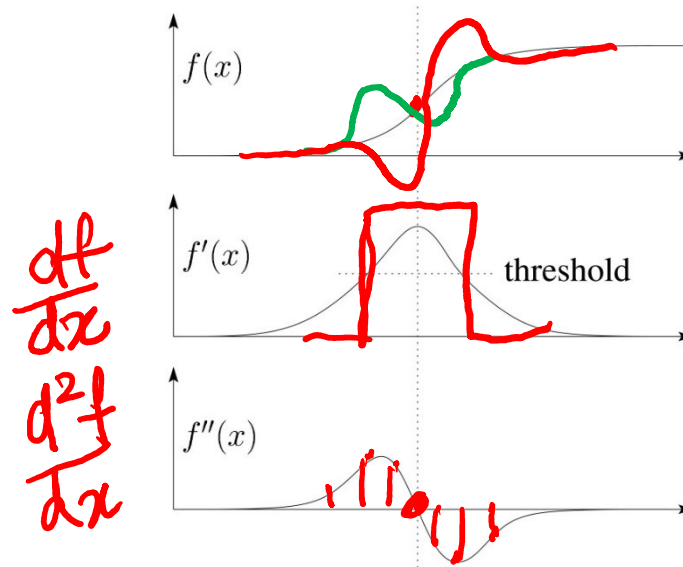 f(x)
f'(x)
threshold
df
dx
f''(x)
d²f
dx